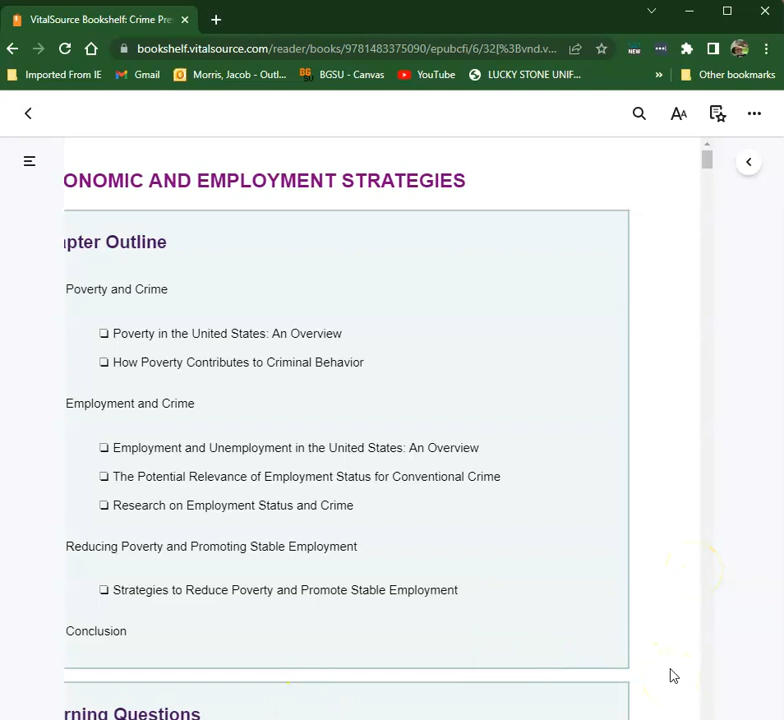 VitalSource Bookshelf: Crime Pre
bookshelf.vitalsource.com/reader/books/9781483375090/epubcfi/6/32[%3Bvnd.v...
NEW
Imported From IE
Gmail
Morris, Jacob - Outl...
BGSU - Canvas
YouTube
LUCKY STONE UNIF...
»
Other bookmarks
AA
ONOMIC AND EMPLOYMENT STRATEGIES
apter Outline
Poverty and Crime
❏ Poverty in the United States: An Overview
❏ How Poverty Contributes to Criminal Behavior
Employment and Crime
❏ Employment and Unemployment in the United States: An Overview
❏ The Potential Relevance of Employment Status for Conventional Crime
❏ Research on Employment Status and Crime
Reducing Poverty and Promoting Stable Employment
❏ Strategies to Reduce Poverty and Promote Stable Employment
Conclusion
rning Questions